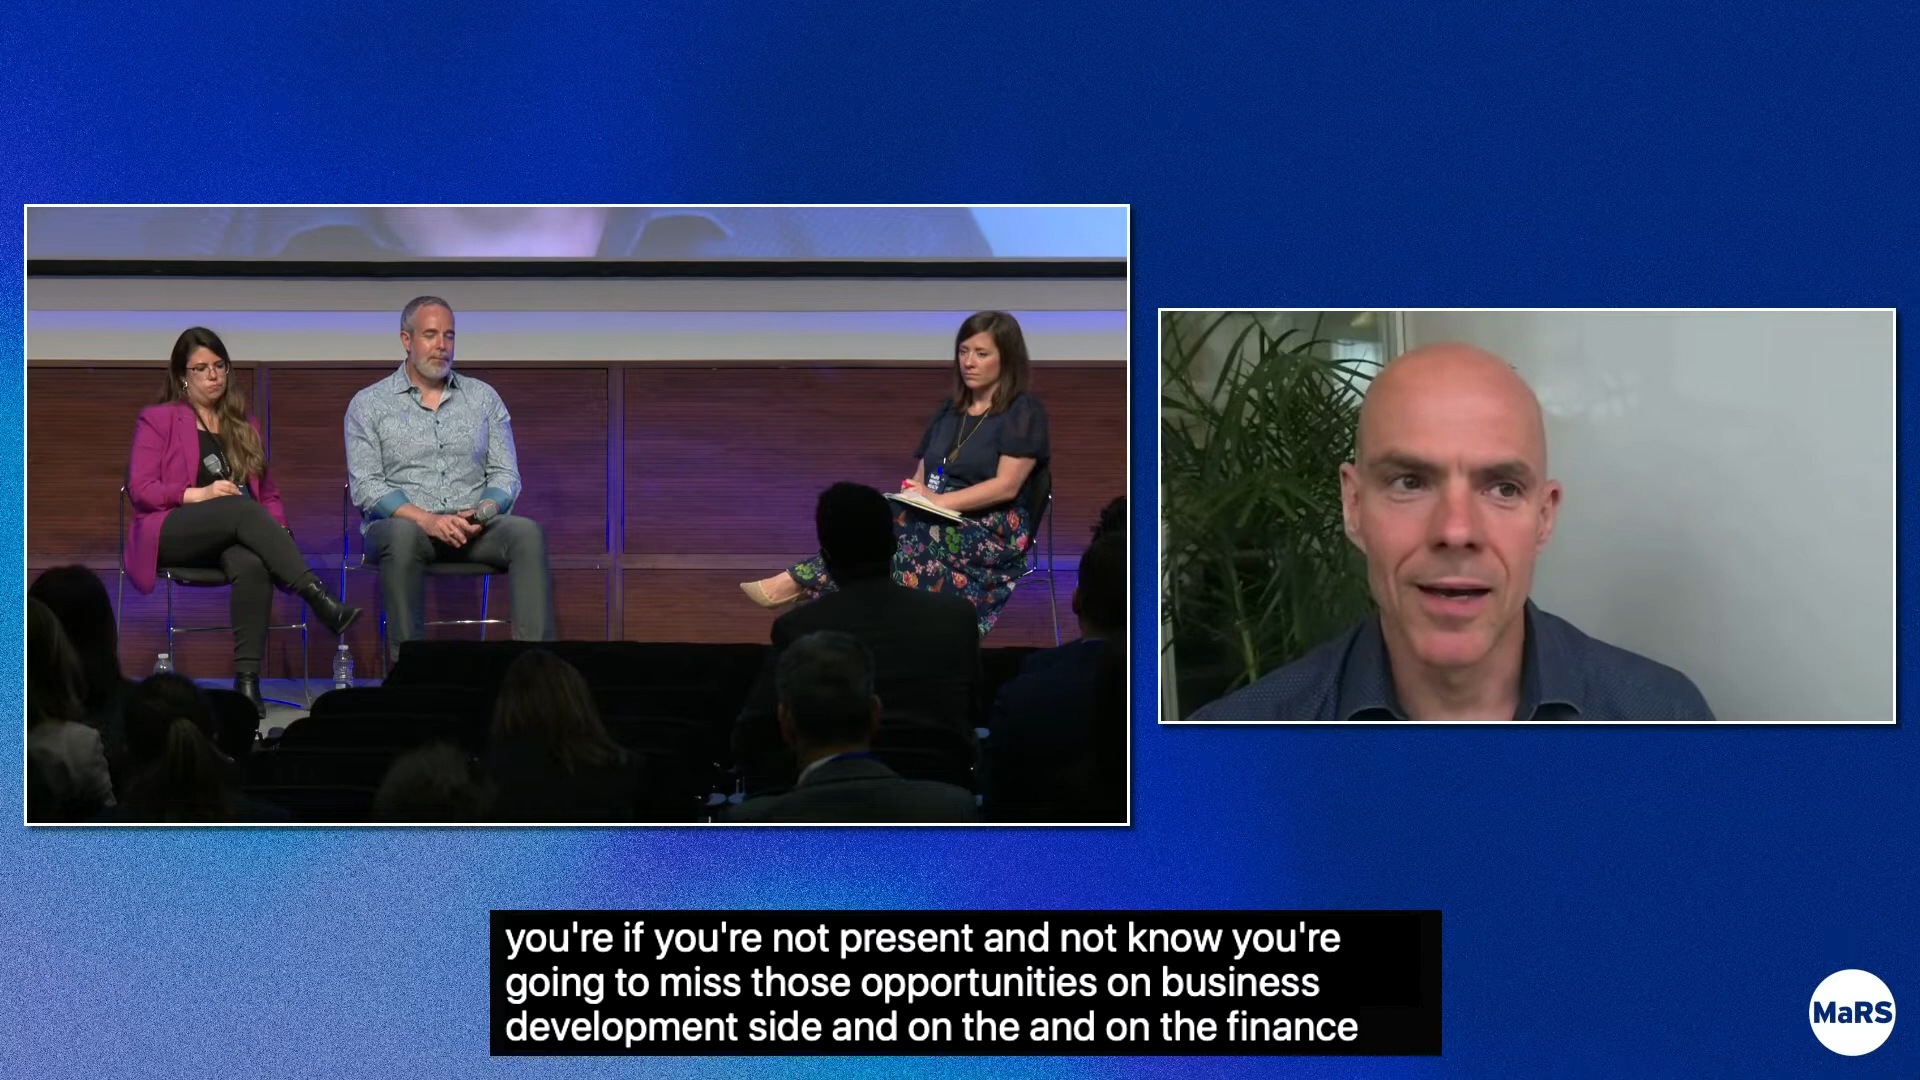 you're if you're not present and not know you're
going to miss those opportunities on business
development side and on the and on the finance
MaRS